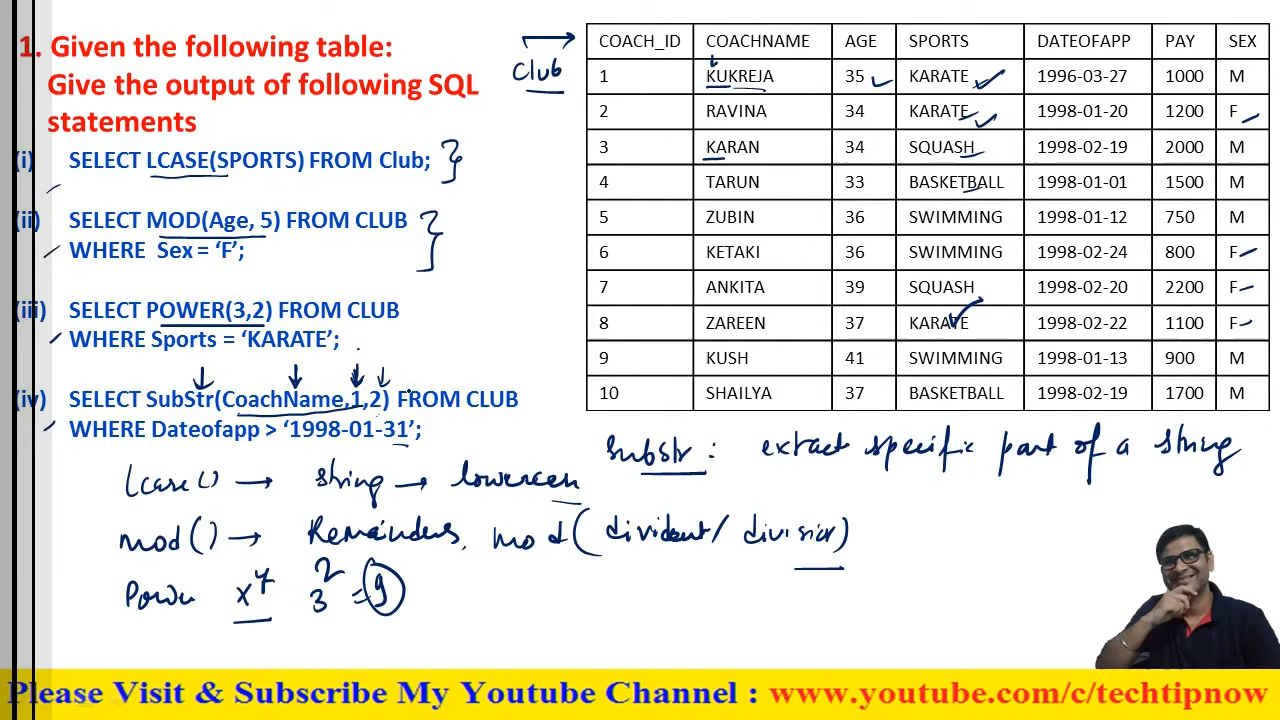 1. Given the following table:
Give the output of following SQL
statements
(i) SELECT LCASE(SPORTS) FROM Club;
(ii) SELECT MOD(Age, 5) FROM CLUB
WHERE Sex = ‘F’;
(iii) SELECT POWER(3,2) FROM CLUB
WHERE Sports = ‘KARATE’;
(iv) SELECT SubStr(CoachName,1,2) FROM CLUB
WHERE Dateofapp > ‘1998-01-31’;
Club
COACH_ID COACHNAME AGE SPORTS DATEOFAPP PAY SEX
1 KUKREJA 35 KARATE 1996-03-27 1000 M
2 RAVINA 34 KARATE 1998-01-20 1200 F
3 KARAN 34 SQUASH 1998-02-19 2000 M
4 TARUN 33 BASKETBALL 1998-01-01 1500 M
5 ZUBIN 36 SWIMMING 1998-01-12 750 M
6 KETAKI 36 SWIMMING 1998-02-24 800 F
7 ANKITA 39 SQUASH 1998-02-20 2200 F
8 ZAREEN 37 KARATE 1998-02-22 1100 F
9 KUSH 41 SWIMMING 1998-01-13 900 M
10 SHAILYA 37 BASKETBALL 1998-02-19 1700 M
Substr : extract specific part of a string
lcase() → string →
mod() → mod( divident/ division)
Power x^y 3^2 = 9
Please Visit & Subscribe My Youtube Channel : www.youtube.com/c/techtipnow